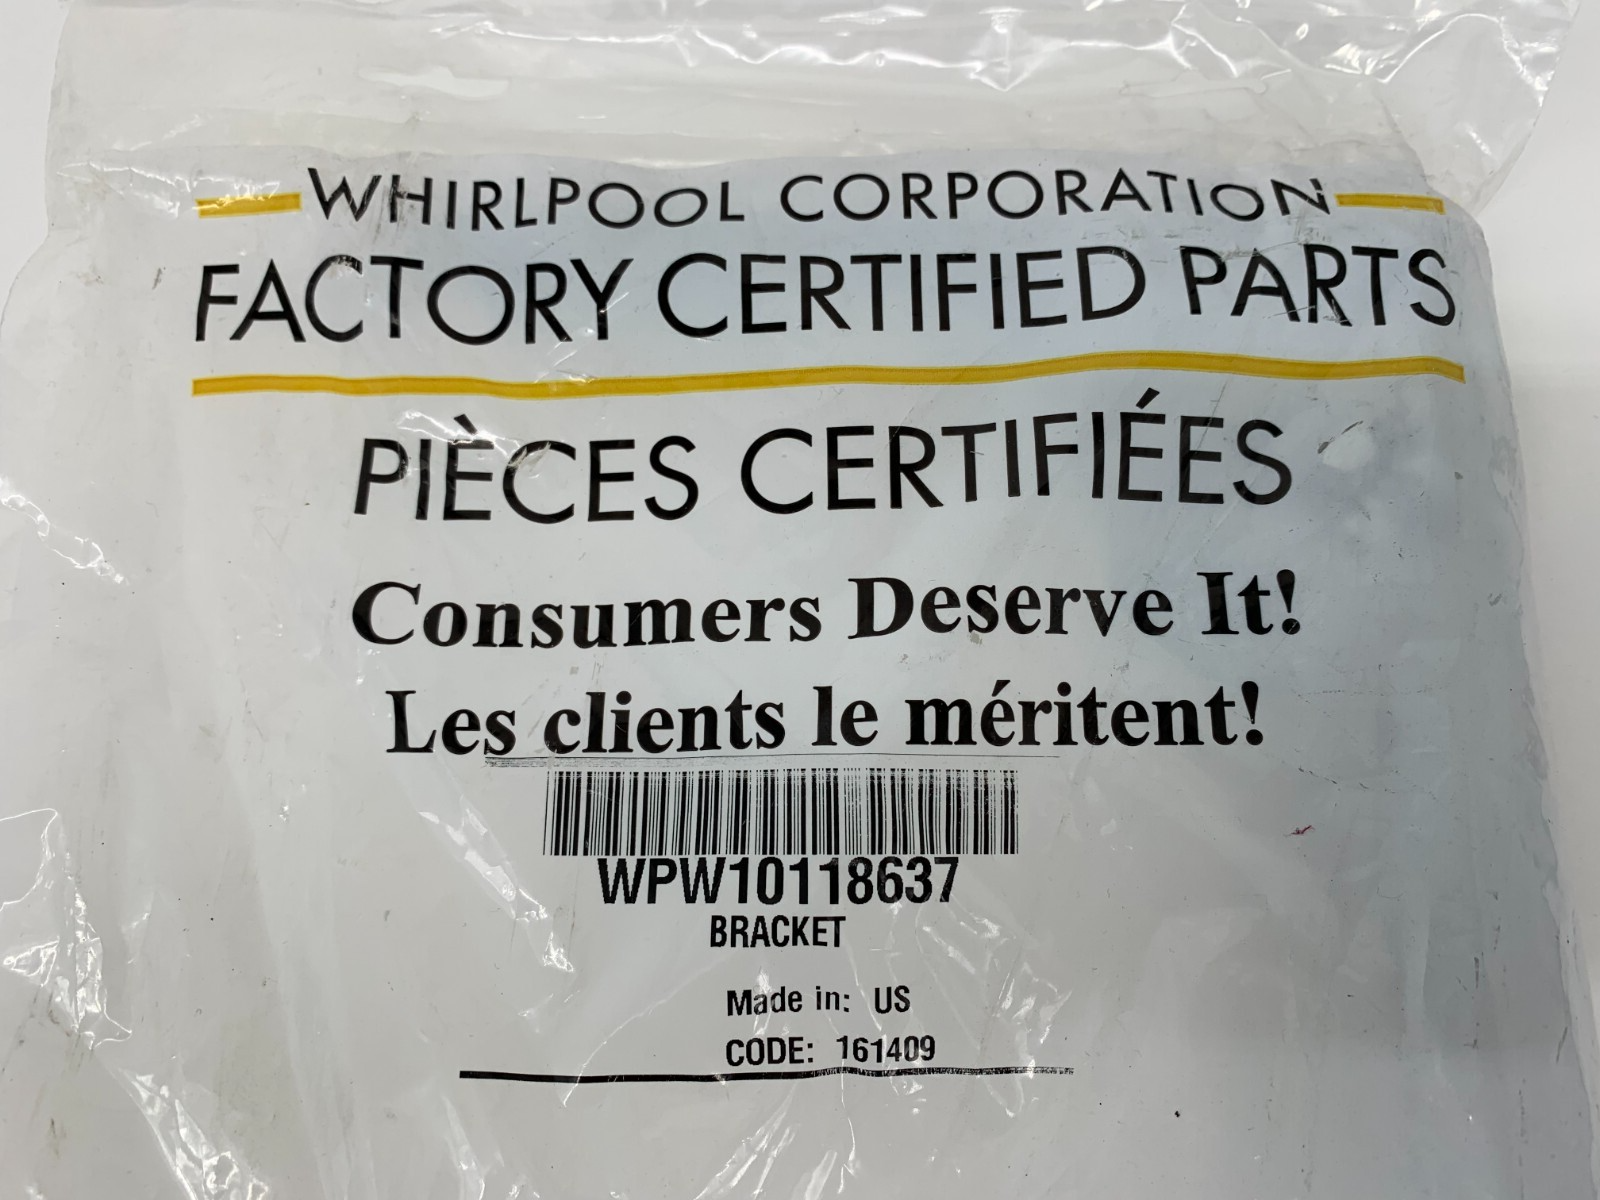 WHIRLPOOL CORPORATION
FACTORY CERTIFIED PARTS
PIÈCES CERTIFIÉES
Consumers Deserve It!
Les clients le méritent!
WPW10118637
BRACKET
Made in: US
CODE: 161409